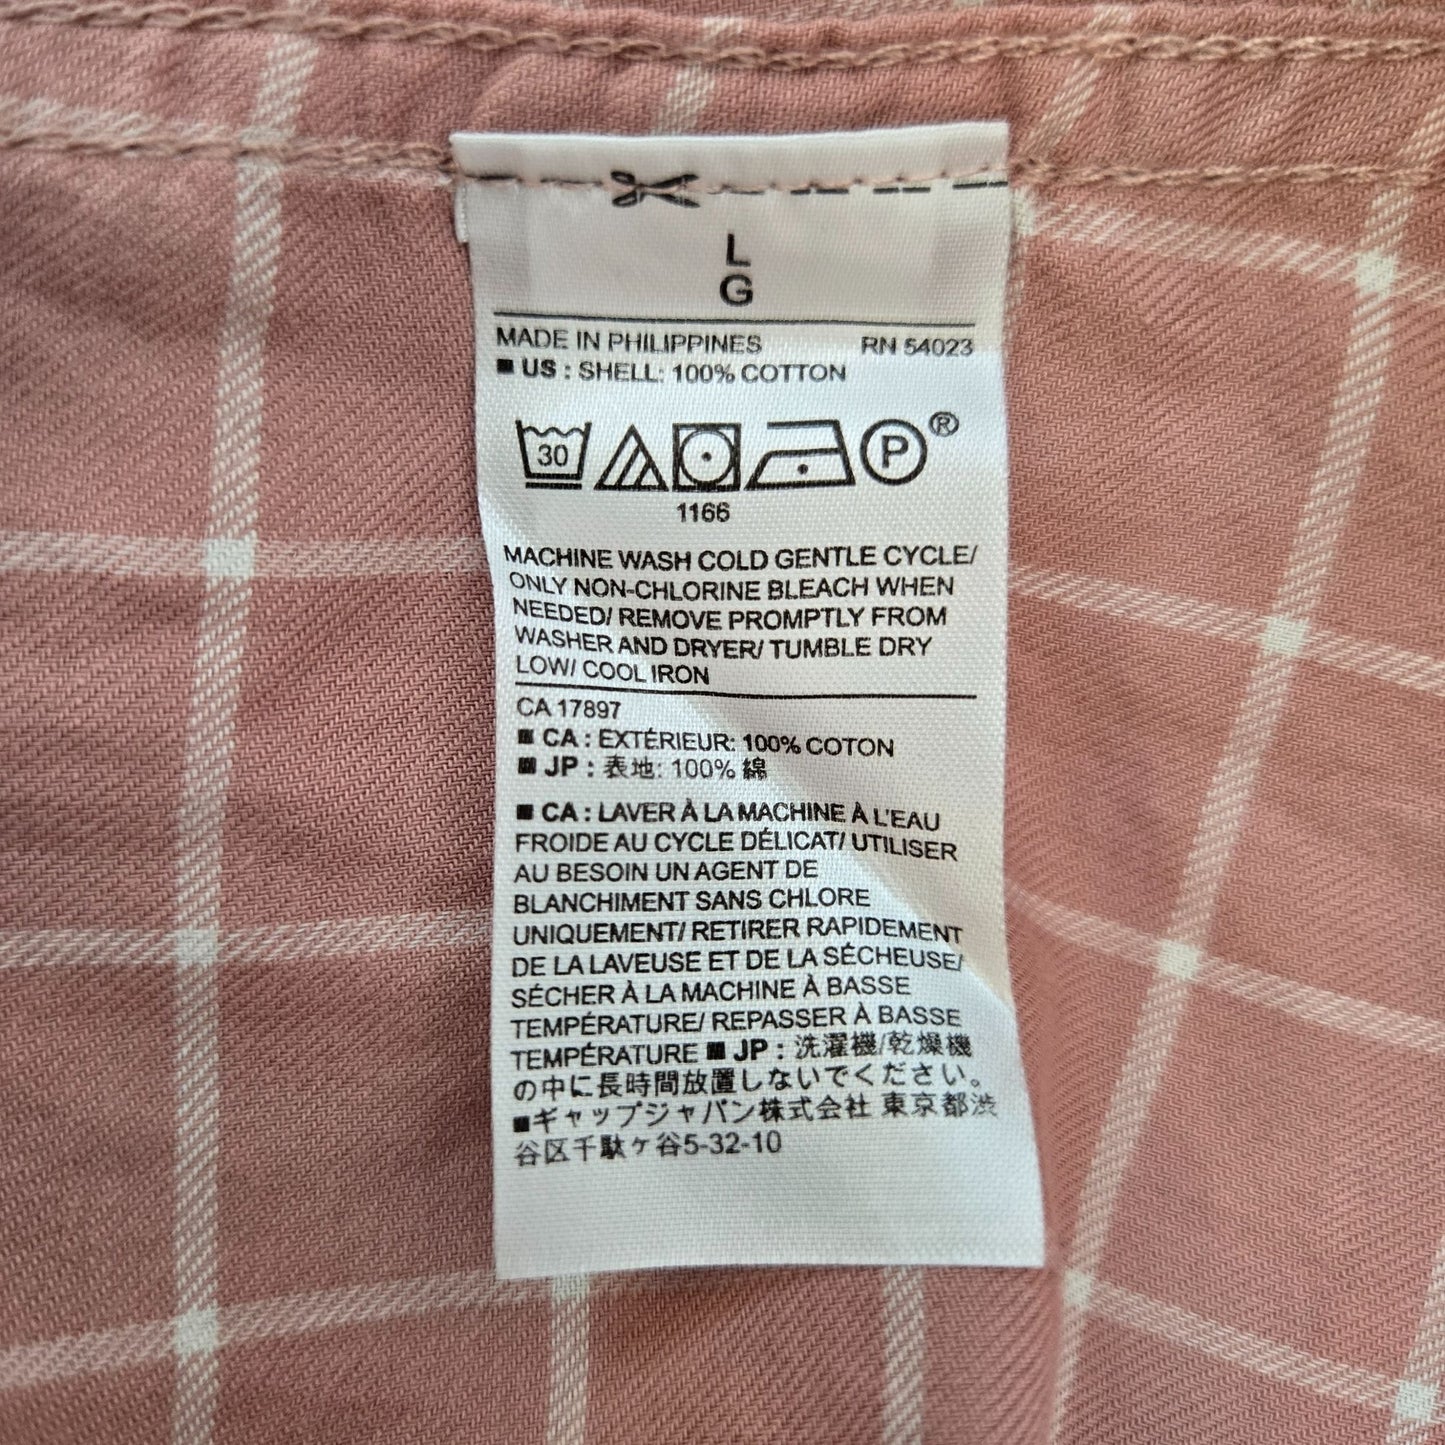 L
G
MADE IN PHILIPPINES RN 54023
■ US : SHELL: 100% COTTON
30 P ®
1166
MACHINE WASH COLD GENTLE CYCLE/
ONLY NON-CHLORINE BLEACH WHEN
NEEDED/ REMOVE PROMPTLY FROM
WASHER AND DRYER/ TUMBLE DRY
LOW/ COOL IRON
CA 17897
■ CA : EXTÉRIEUR: 100% COTON
■ JP : 表地: 100% 綿
■ CA : LAVER À LA MACHINE À L'EAU
FROIDE AU CYCLE DÉLICAT/ UTILISER
AU BESOIN UN AGENT DE
BLANCHIMENT SANS CHLORE
UNIQUEMENT/ RETIRER RAPIDEMENT
DE LA LAVEUSE ET DE LA SÉCHEUSE/
SÉCHER À LA MACHINE À BASSE
TEMPÉRATURE/ REPASSER À BASSE
TEMPÉRATURE ■ JP : 洗濯機/乾燥機
の中に長時間放置しないでください。
■ギャップジャパン株式会社 東京都渋
谷区千駄ヶ谷5-32-10